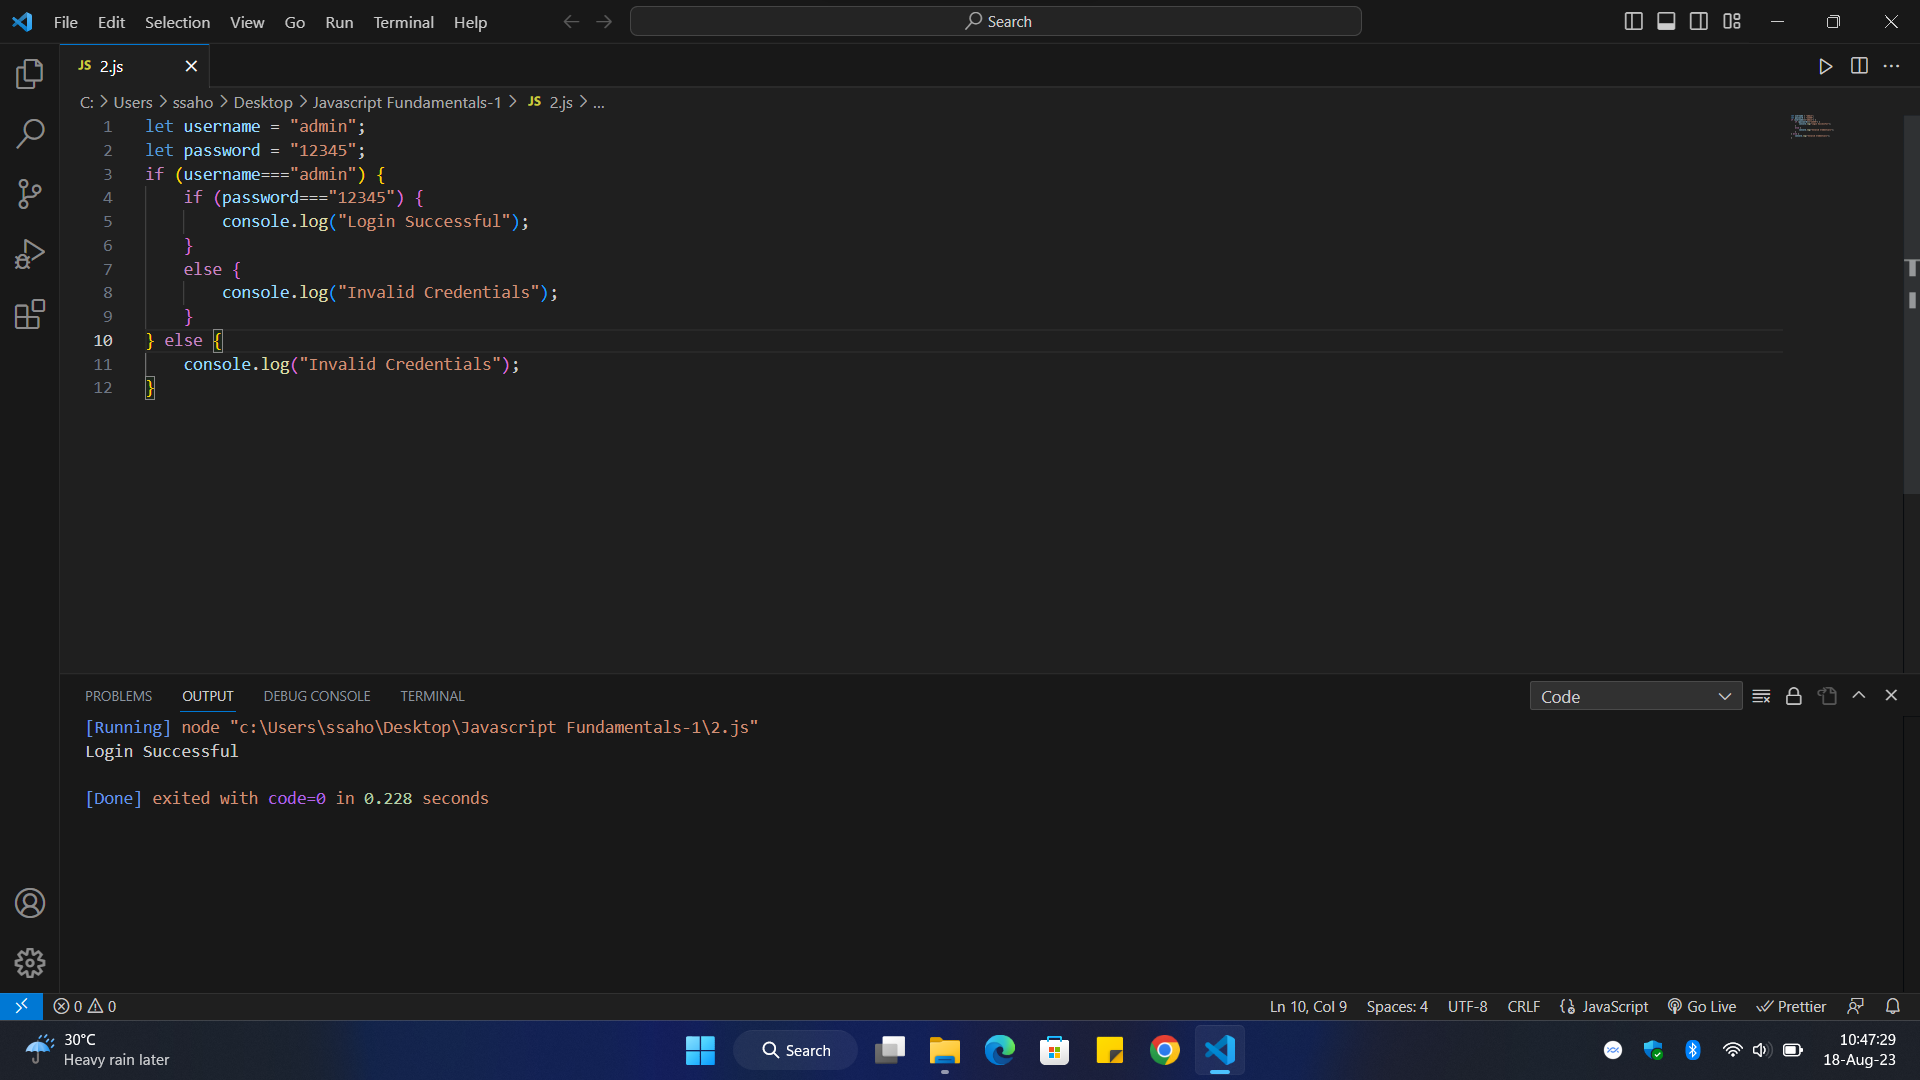 File Edit Selection View Go Run Terminal Help
Search
JS 2.js
C: > Users > ssaho > Desktop > Javascript Fundamentals-1 > JS 2.js > ...
1 let username = "admin";
2 let password = "12345";
3 if (username==="admin") {
4 if (password==="12345") {
5 console.log("Login Successful");
6 }
7 else {
8 console.log("Invalid Credentials");
9 }
10 } else {
11 console.log("Invalid Credentials");
12 }
PROBLEMS OUTPUT DEBUG CONSOLE TERMINAL
Code
[Running] node "c:\Users\ssaho\Desktop\Javascript Fundamentals-1\2.js"
Login Successful
[Done] exited with code=0 in 0.228 seconds
0 0
Ln 10, Col 9 Spaces: 4 UTF-8 CRLF {} JavaScript Go Live Prettier
30°C
Heavy rain later
Search
10:47:29
18-Aug-23